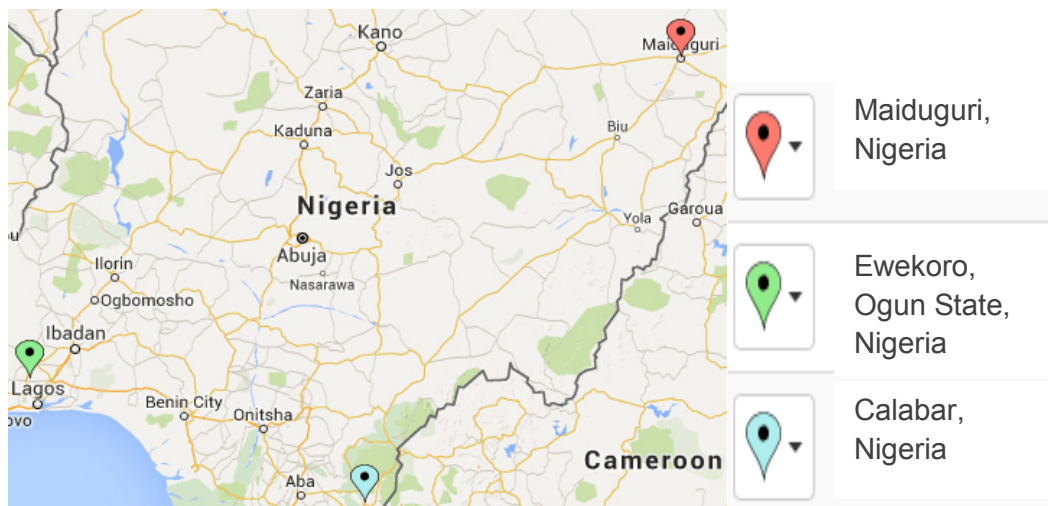 Kano
Maiduguri
Zaria
Kaduna
Biu
Jos
Nigeria
Garoua
Yola
Abuja
Ilorin
Nasarawa
Ogbomosho
Ibadan
Lagos
Benin City
Onitsha
ovo
Cameroon
Aba
Maiduguri,
Nigeria
Ewekoro,
Ogun State,
Nigeria
Calabar,
Nigeria